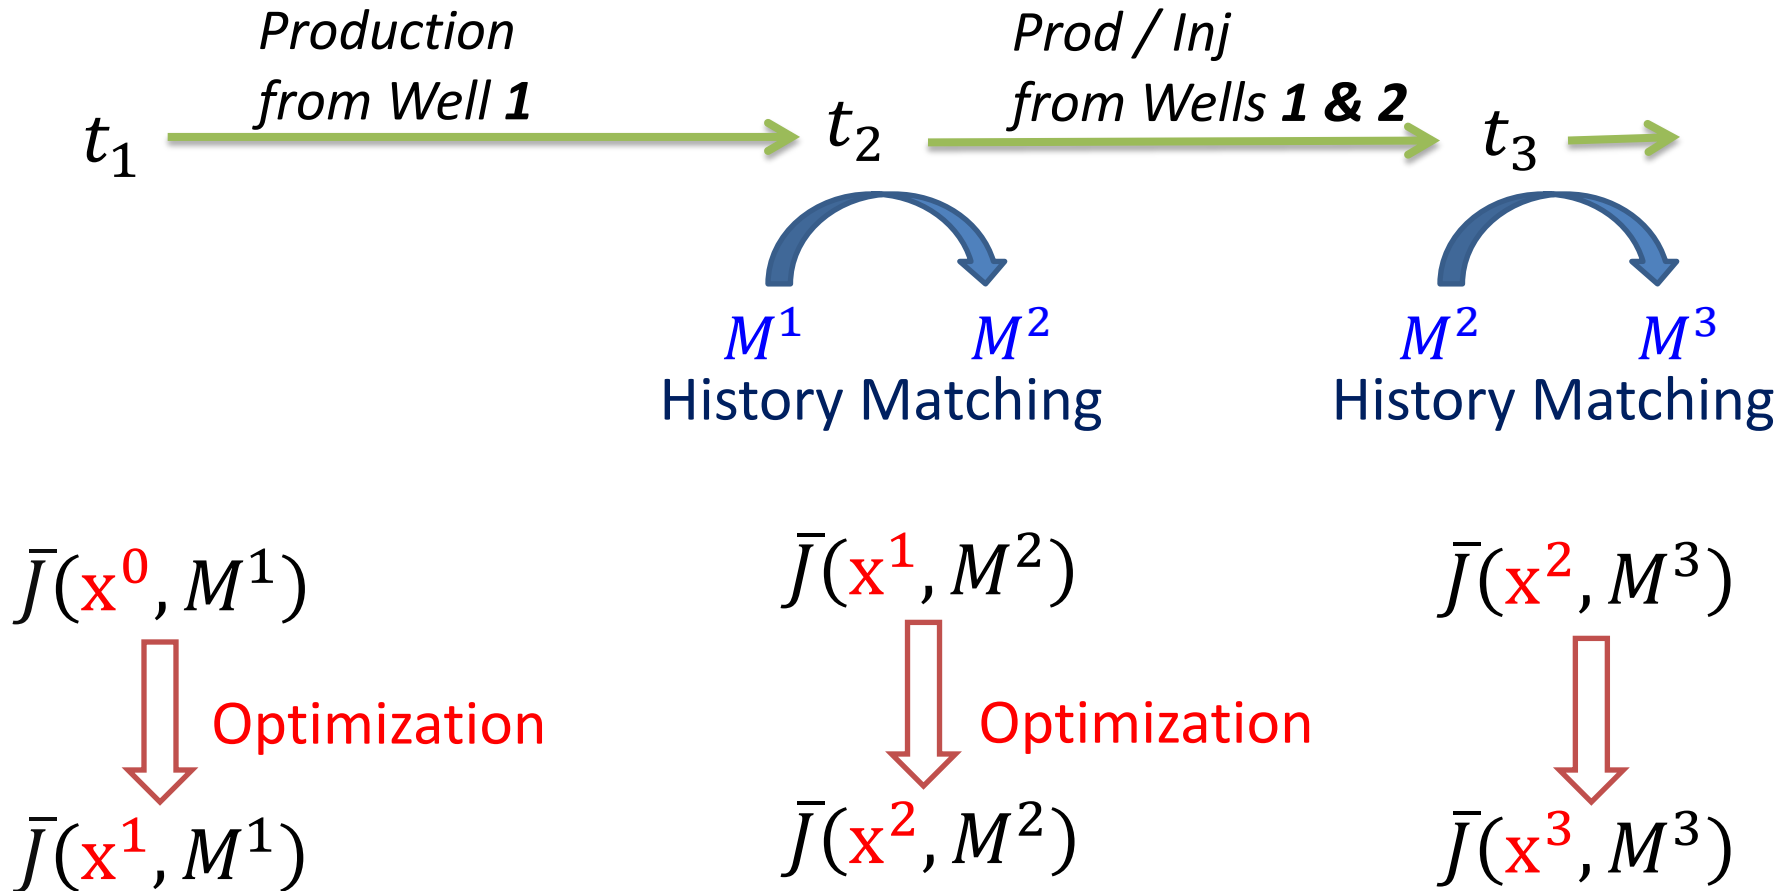 Production
from Well 1
Prod / Inj
from Wells 1 & 2
t₁
t₂
t₃
M¹
M²
M²
M³
History Matching
History Matching
J̄(x⁰, M¹)
J̄(x¹, M²)
J̄(x², M³)
Optimization
Optimization
J̄(x¹, M¹)
J̄(x², M²)
J̄(x³, M³)